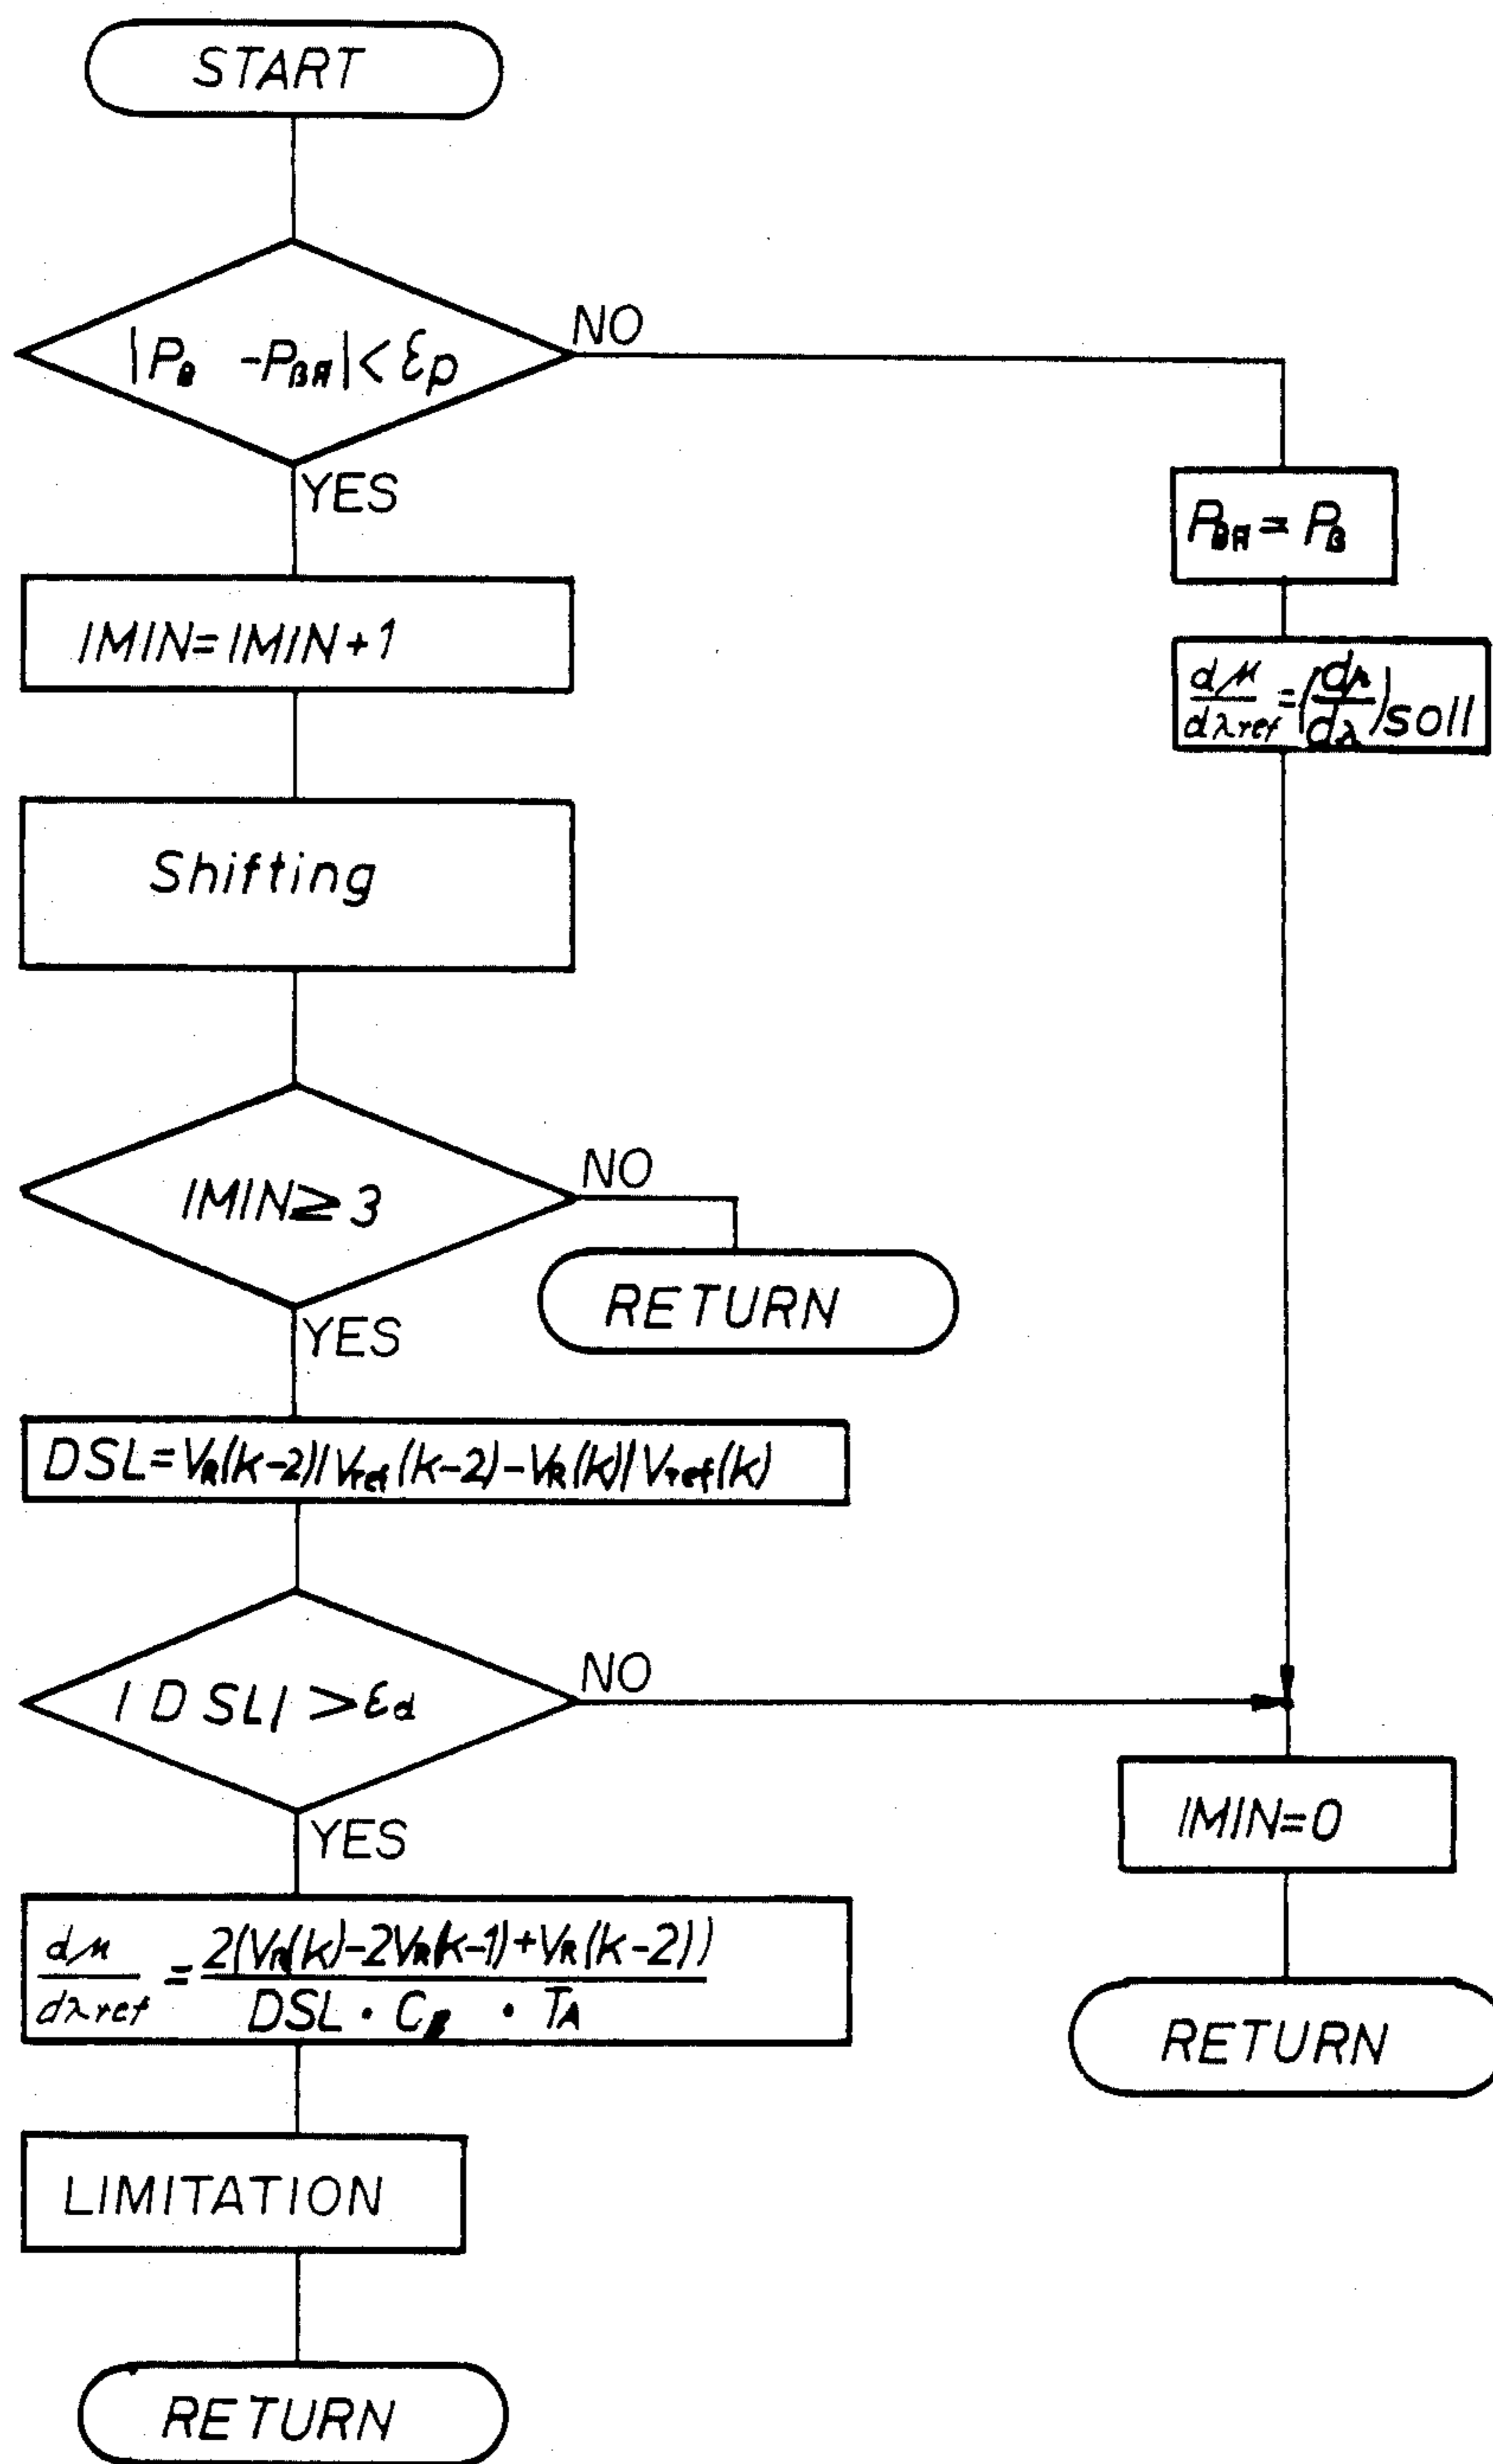 START
|P_B -P_BA| < ε_p
NO
YES
P_BA = P_B
IMIN=IMIN+1
dμ/dλref = (dμ/dλ)soll
Shifting
IMIN≥3
NO
RETURN
YES
DSL=V_R(k-2)/V_ref(k-2)-V_R(k)/V_ref(k)
|DSL| >ε_d
NO
YES
IMIN=0
dμ/dλref = 2(V_R(k)-2V_R(k-1)+V_R(k-2))
DSL · C_P · T_A
RETURN
LIMITATION
RETURN